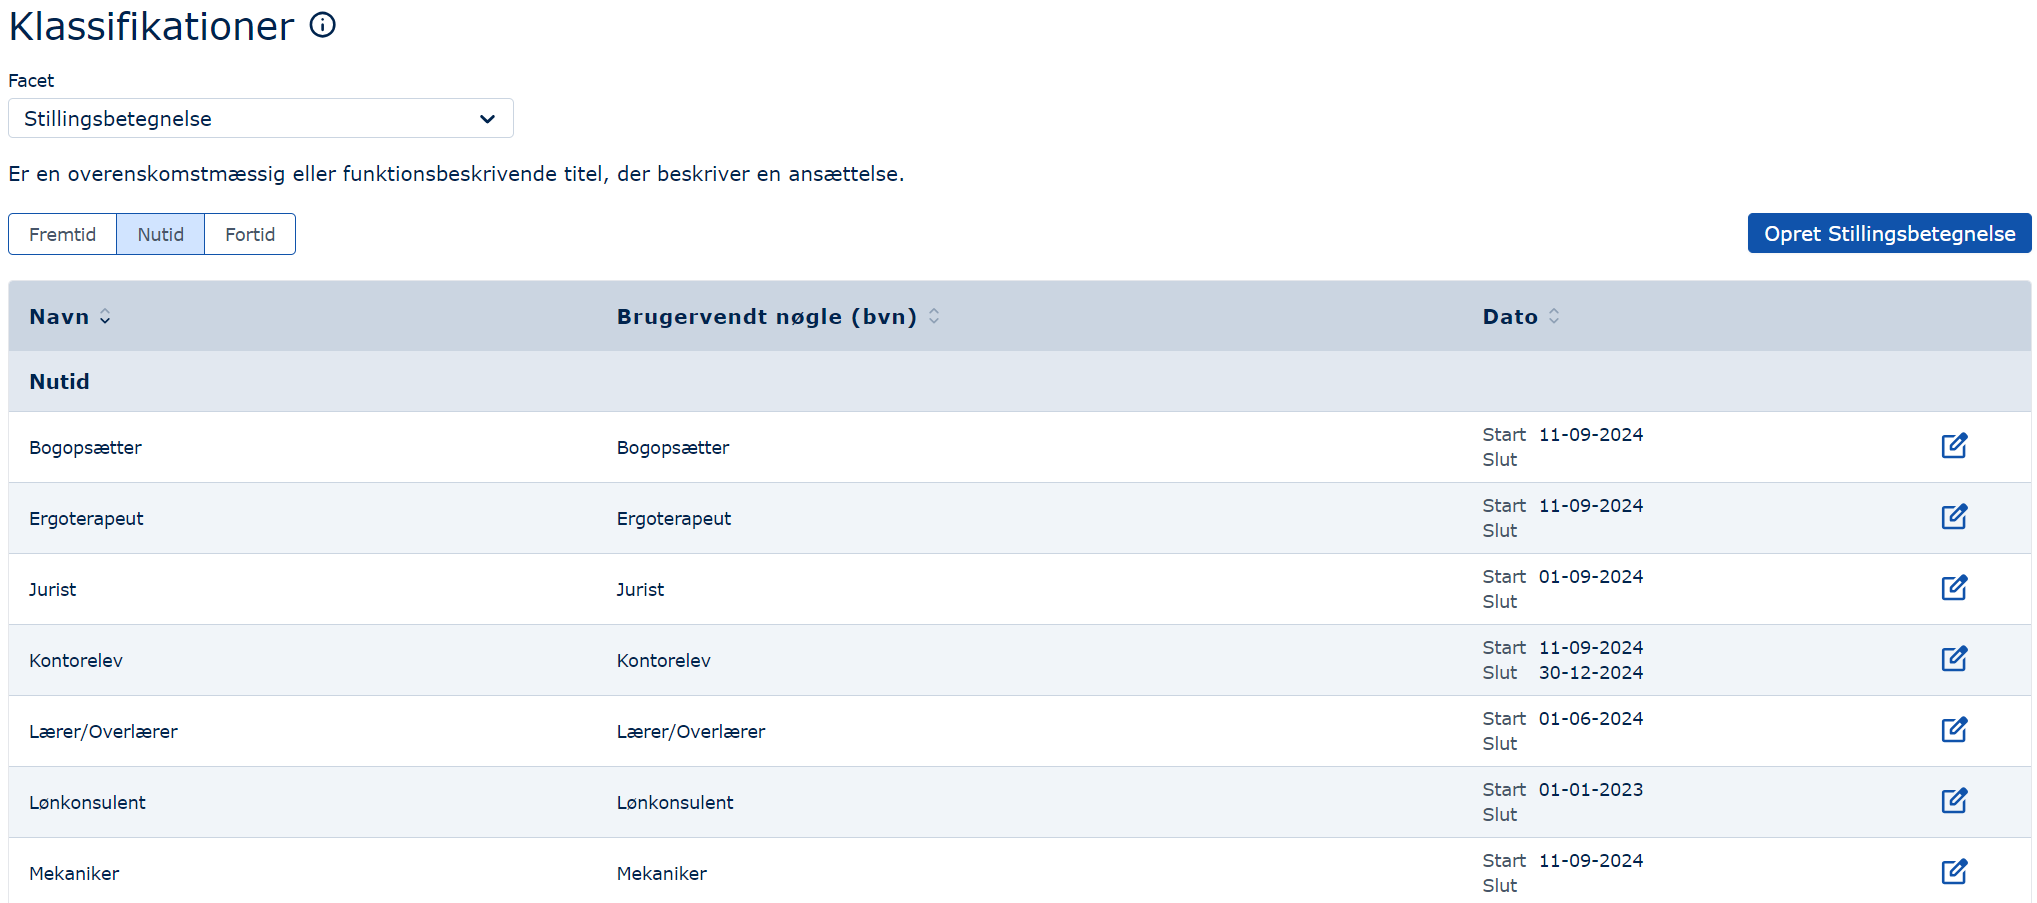 Klassifikationer
Facet
Stillingsbetegnelse
Er en overenskomstmæssig eller funktionsbeskrivende titel, der beskriver en ansættelse.
Fremtid Nutid Fortid Opret Stillingsbetegnelse
Navn Brugervendt nøgle (bvn) Dato
Nutid
Bogopsætter Bogopsætter Start 11-09-2024
Slut
Ergoterapeut Ergoterapeut Start 11-09-2024
Slut
Jurist Jurist Start 01-09-2024
Slut
Kontorelev Kontorelev Start 11-09-2024
Slut 30-12-2024
Lærer/Overlærer Lærer/Overlærer Start 01-06-2024
Slut
Lønkonsulent Lønkonsulent Start 01-01-2023
Slut
Mekaniker Mekaniker Start 11-09-2024
Slut